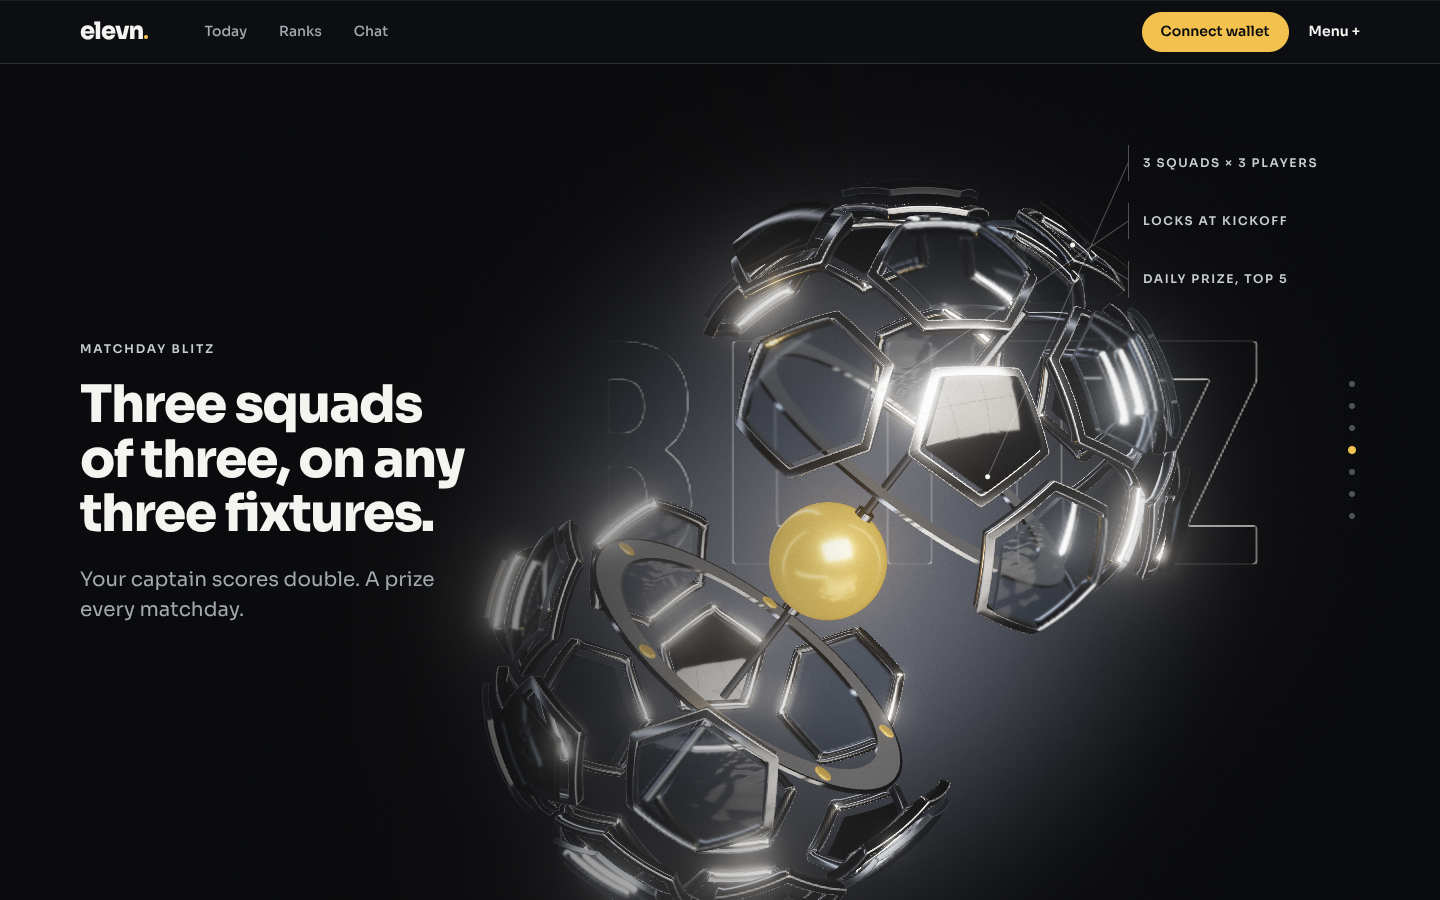 elevn.
Today
Ranks
Chat
Connect wallet
Menu +
3 SQUADS × 3 PLAYERS
LOCKS AT KICKOFF
DAILY PRIZE, TOP 5
MATCHDAY BLITZ
Three squads
of three, on any
three fixtures.
Your captain scores double. A prize
every matchday.
BLITZ